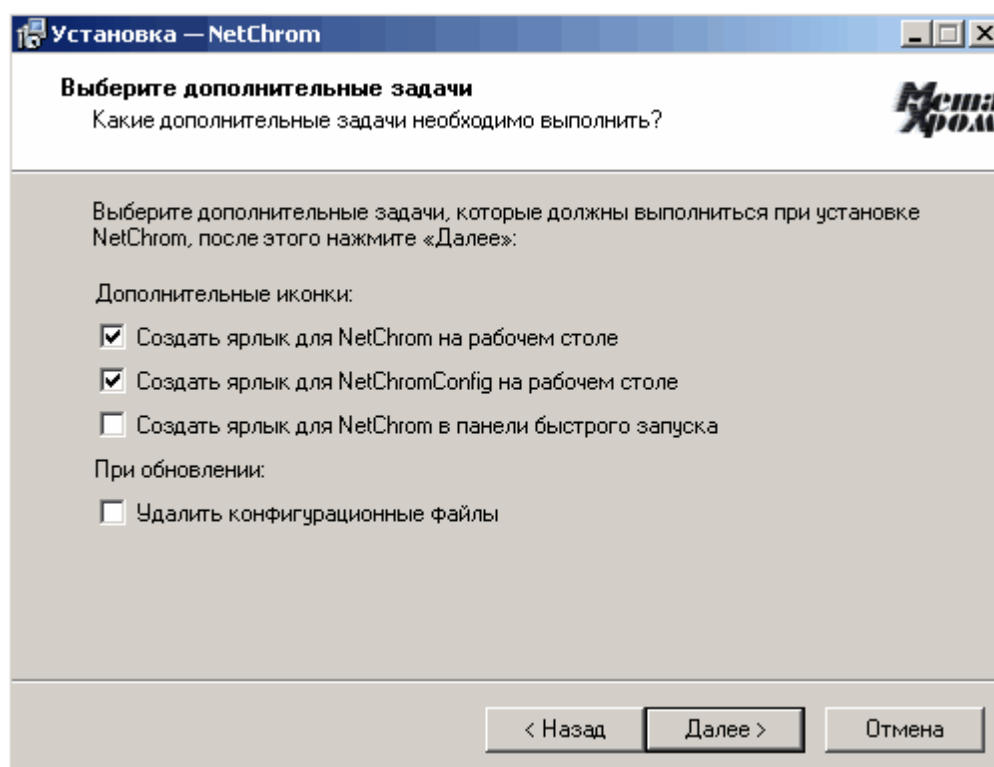 Установка — NetChrom
Выберите дополнительные задачи
Какие дополнительные задачи необходимо выполнить?
Мета
Хром
Выберите дополнительные задачи, которые должны выполниться при установке
NetChrom, после этого нажмите «Далее»:
Дополнительные иконки:
Создать ярлык для NetChrom на рабочем столе
Создать ярлык для NetChromConfig на рабочем столе
Создать ярлык для NetChrom в панели быстрого запуска
При обновлении:
Удалить конфигурационные файлы
< Назад
Далее >
Отмена